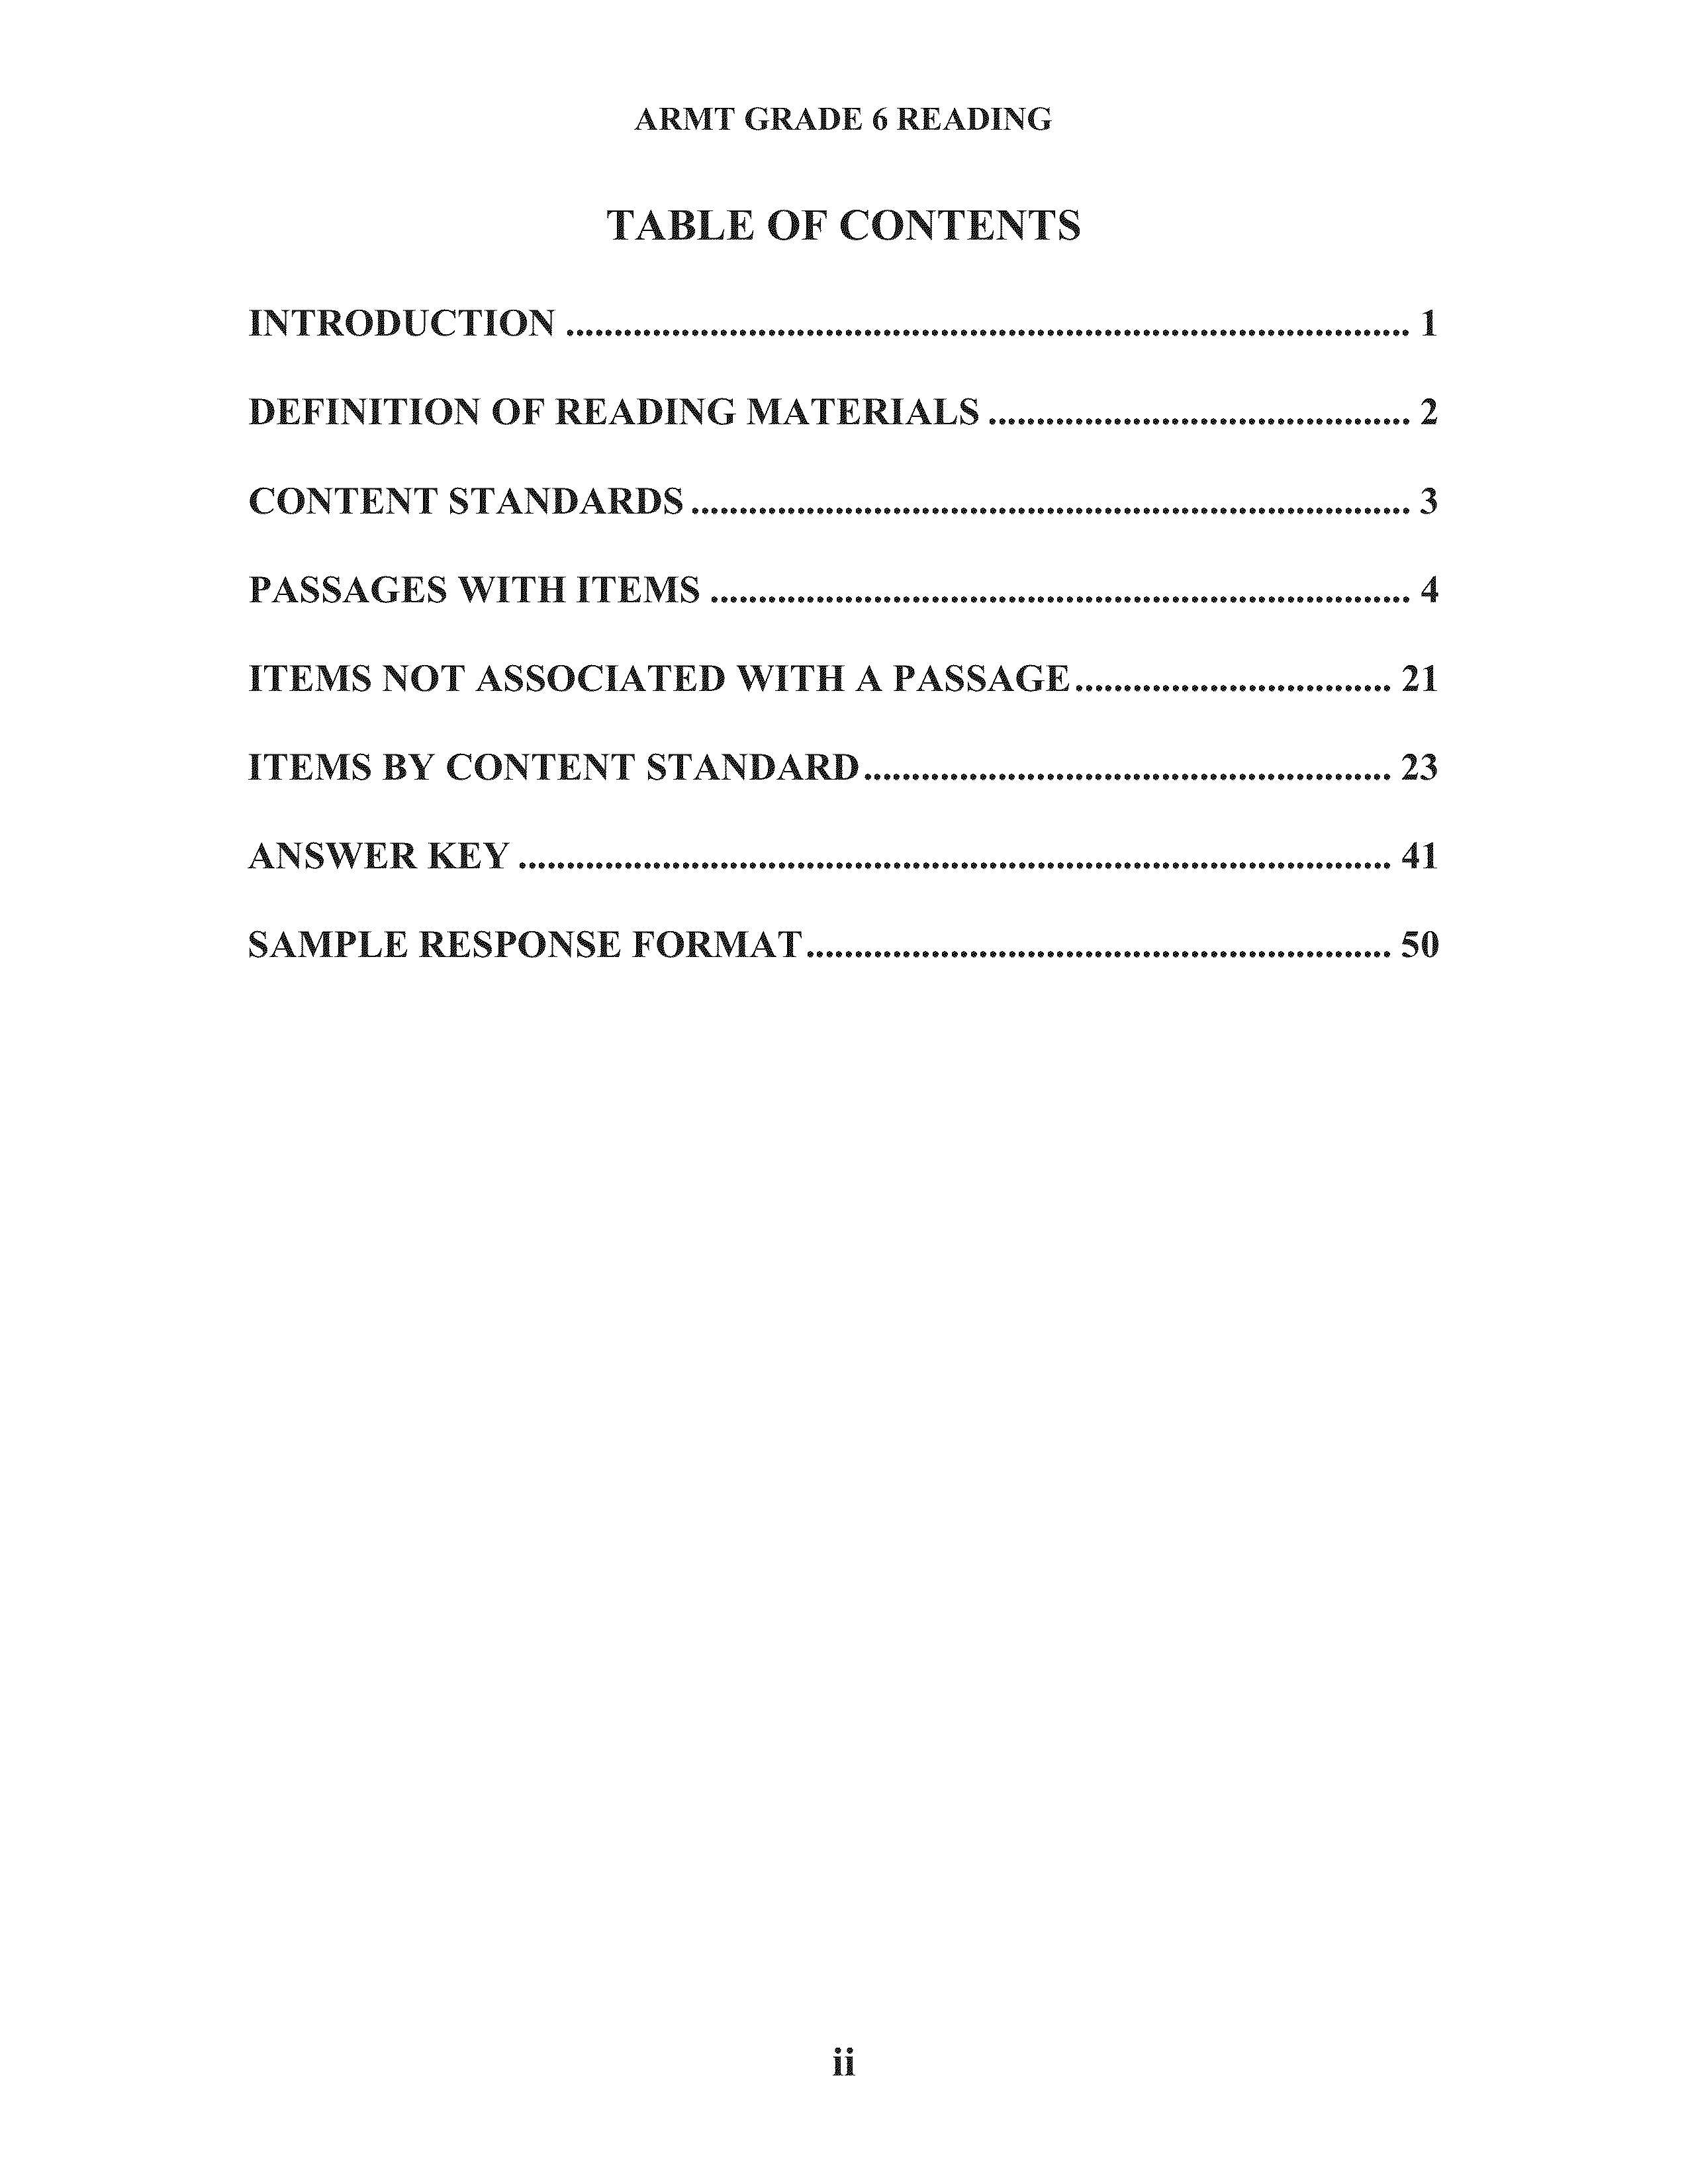 ARMT GRADE 6 READING
TABLE OF CONTENTS
INTRODUCTION ........................................................................................ 1
DEFINITION OF READING MATERIALS ............................................ 2
CONTENT STANDARDS ........................................................................... 3
PASSAGES WITH ITEMS ......................................................................... 4
ITEMS NOT ASSOCIATED WITH A PASSAGE ................................. 21
ITEMS BY CONTENT STANDARD ....................................................... 23
ANSWER KEY ........................................................................................... 41
SAMPLE RESPONSE FORMAT ............................................................. 50
ii